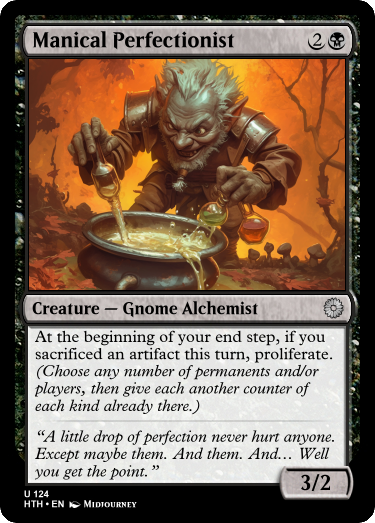 Manical Perfectionist 2
Creature — Gnome Alchemist
At the beginning of your end step, if you
sacrificed an artifact this turn, proliferate.
(Choose any number of permanents and/or
players, then give each another counter of
each kind already there.)
“A little drop of perfection never hurt anyone.
Except maybe them. And them. And... Well
you get the point.”
3/2
U 124
HTH • EN Midjourney